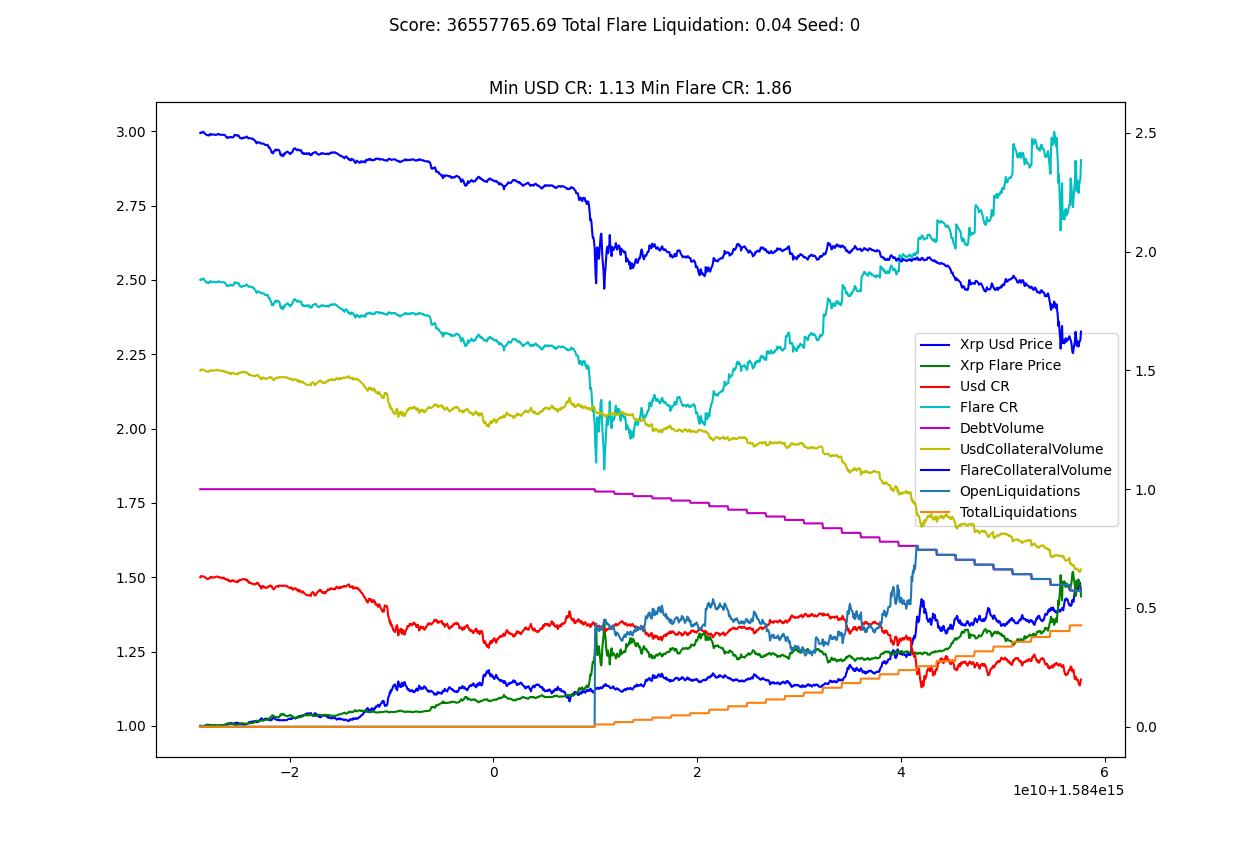 Score: 36557765.69 Total Flare Liquidation: 0.04 Seed: 0
Min USD CR: 1.13 Min Flare CR: 1.86
3.00
2.75
2.50
2.25
2.00
1.75
1.50
1.25
1.00
2.5
2.0
1.5
1.0
0.5
0.0
Xrp Usd Price
Xrp Flare Price
Usd CR
Flare CR
DebtVolume
UsdCollateralVolume
FlareCollateralVolume
OpenLiquidations
TotalLiquidations
−2 0 2 4 6
1e10+1.584e15